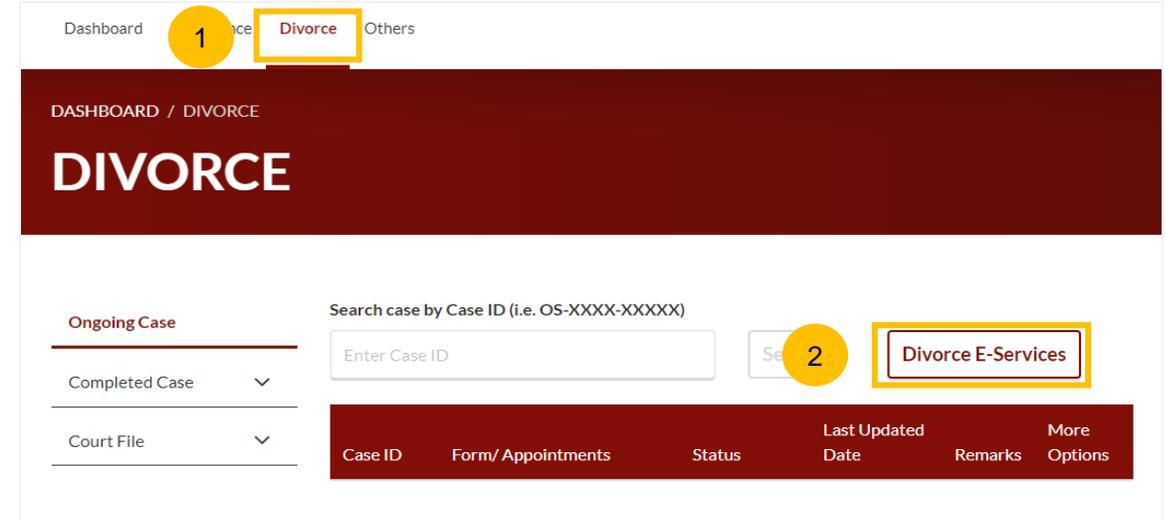 Dashboard
1
Divorce
Others
DASHBOARD / DIVORCE
DIVORCE
Ongoing Case
Completed Case
Court File
Search case by Case ID (i.e. OS-XXXX-XXXXX)
Enter Case ID
2
Divorce E-Services
Case ID Form/ Appointments Status Last Updated Date Remarks More Options